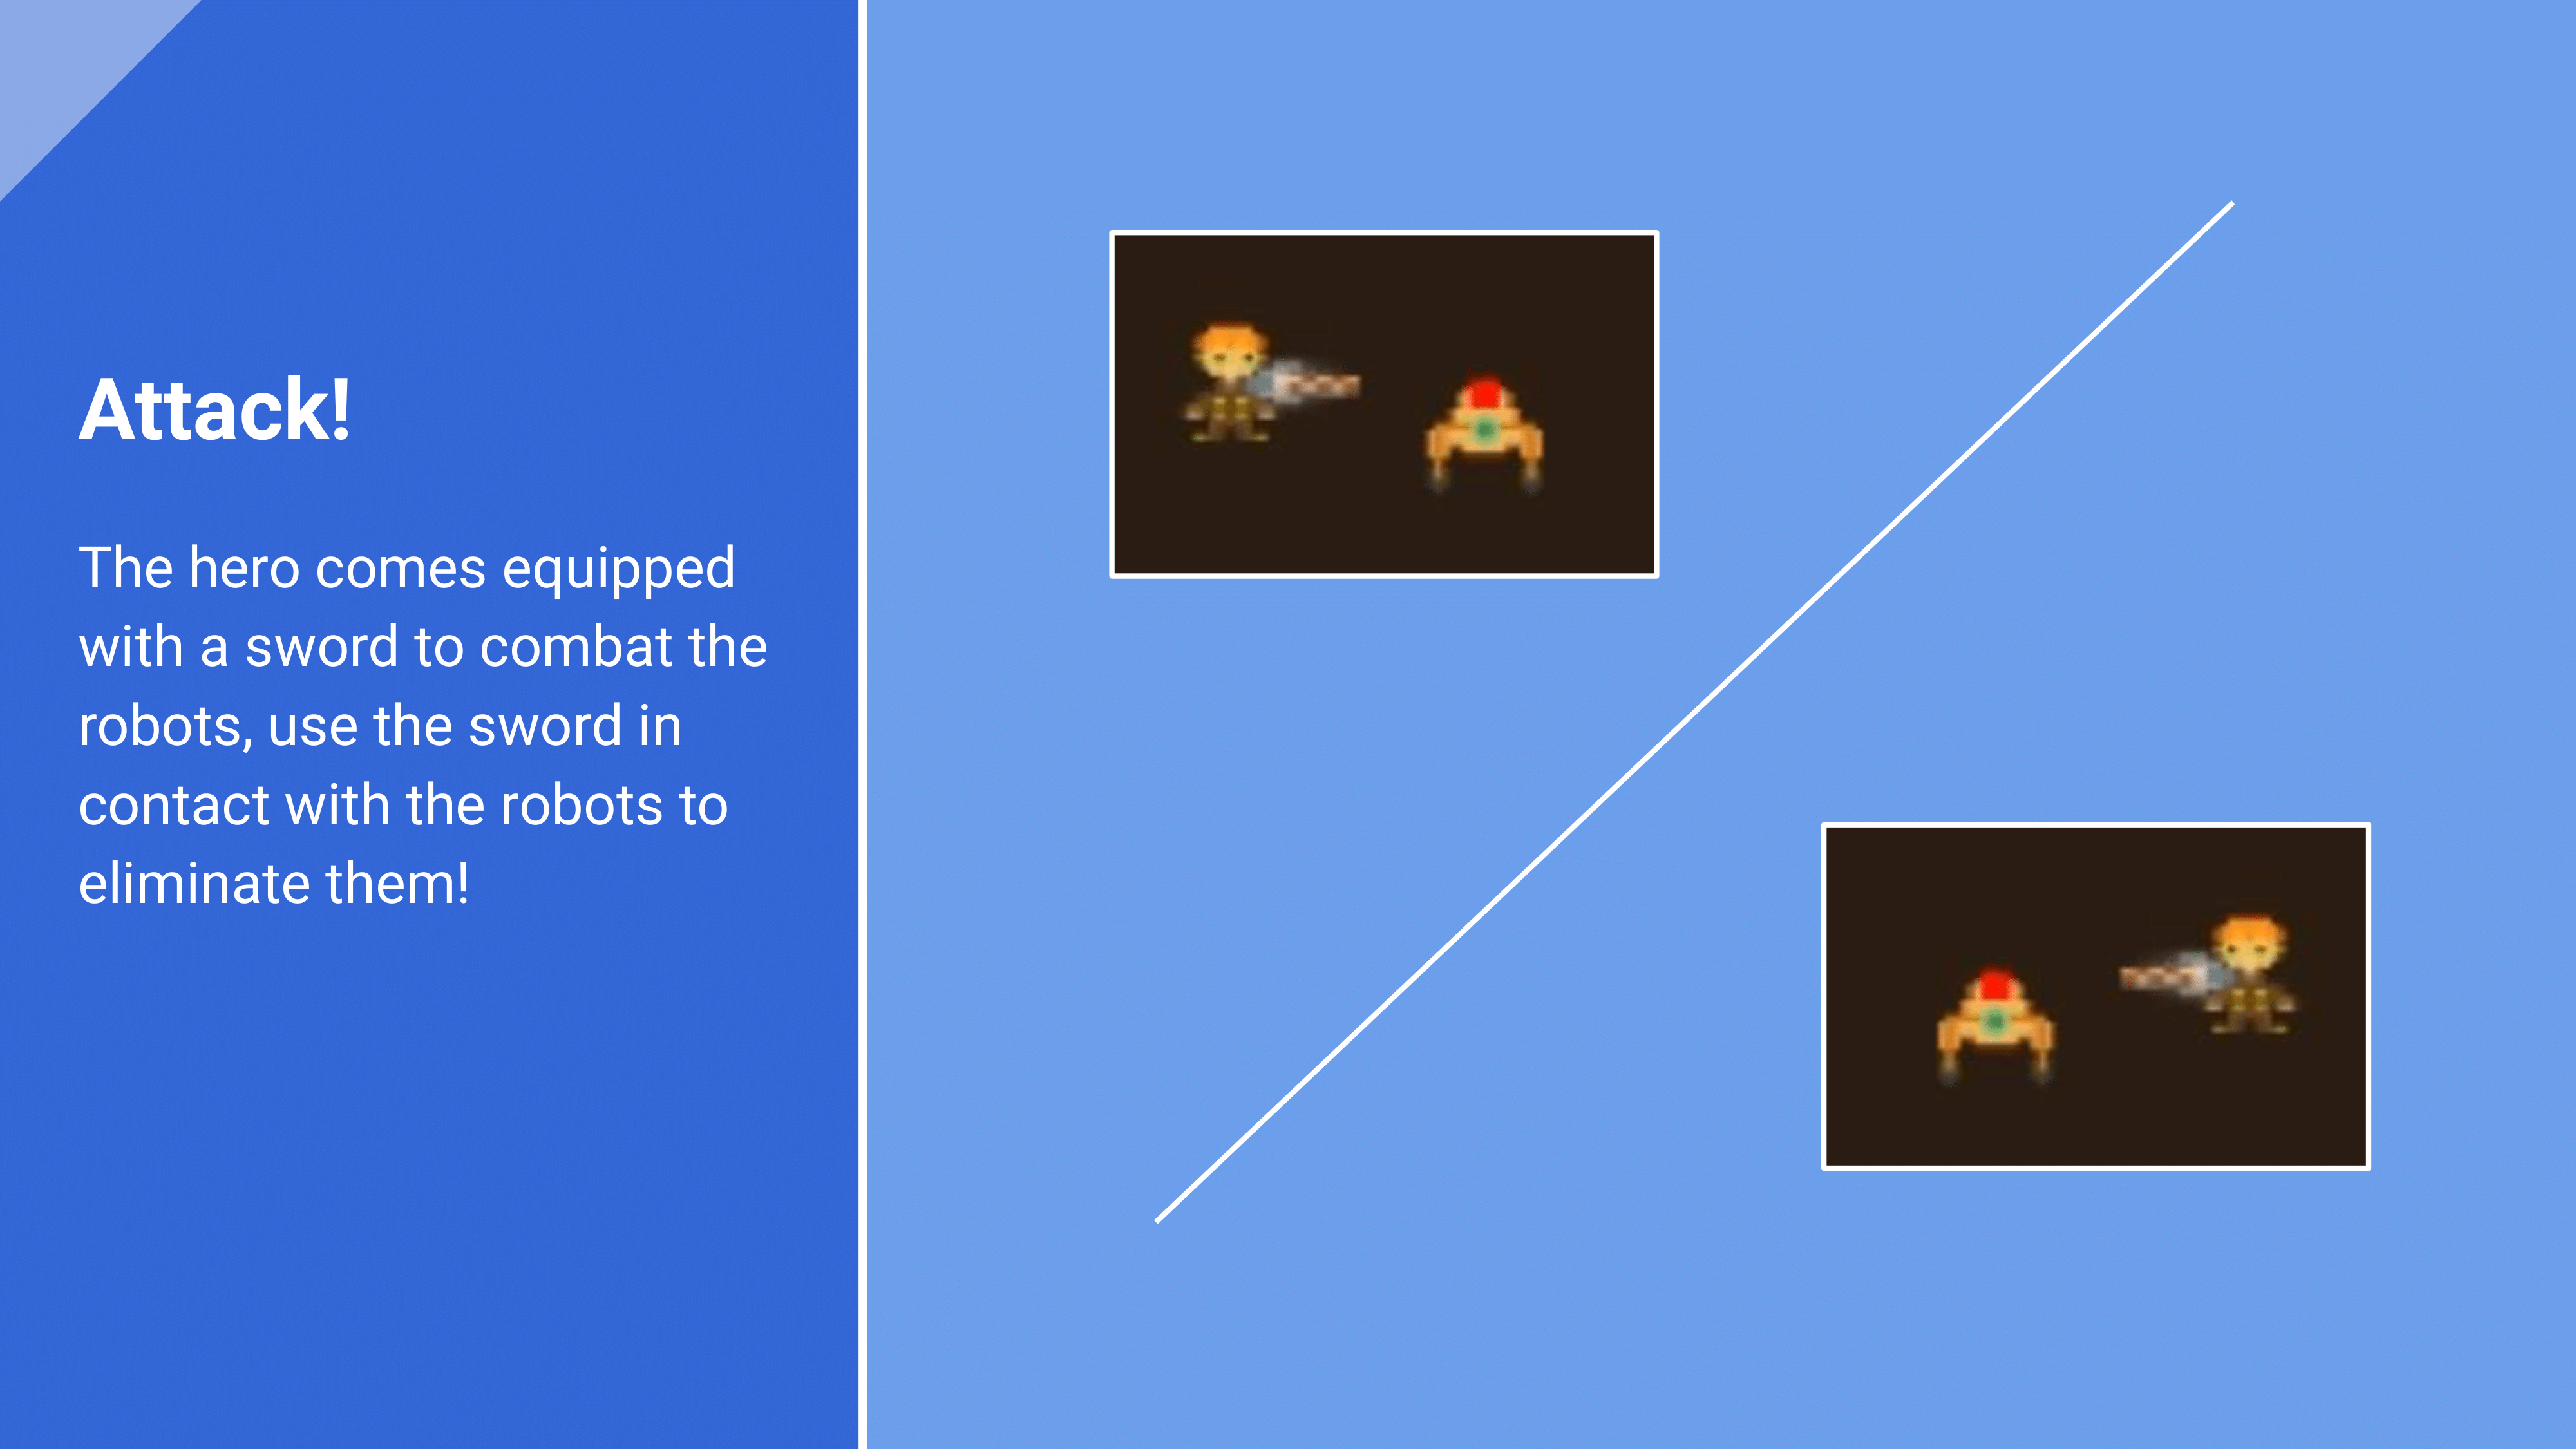 Attack!
The hero comes equipped
with a sword to combat the
robots, use the sword in
contact with the robots to
eliminate them!